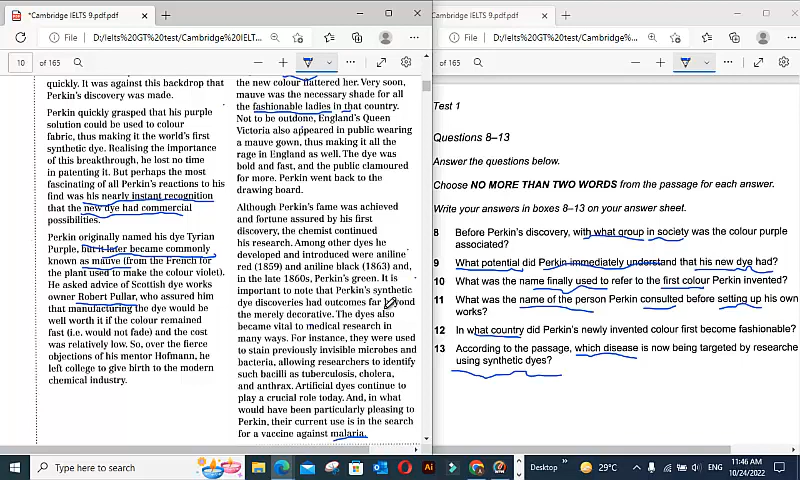 *Cambridge IELTS 9.pdf.pdf
File
D:/Ielts%20GT%20test/Cambridge%20IELT...
10 of 165
quickly. It was against this backdrop that
Perkin's discovery was made.
Perkin quickly grasped that his purple
solution could be used to colour
fabric, thus making it the world's first
synthetic dye. Realising the importance
of this breakthrough, he lost no time
in patenting it. But perhaps the most
fascinating of all Perkin's reactions to his
find was his nearly instant recognition
that the new dye had commercial
possibilities.
Perkin originally named his dye Tyrian
Purple, but it later became commonly
known as mauve (from the French for
the plant used to make the colour violet).
He asked advice of Scottish dye works
owner Robert Pullar, who assured him
that manufacturing the dye would be
well worth it if the colour remained
fast (i.e. would not fade) and the cost
was relatively low. So, over the fierce
objections of his mentor Hofmann, he
left college to give birth to the modern
chemical industry.
the new colour flattered her. Very soon,
mauve was the necessary shade for all
the fashionable ladies in that country.
Not to be outdone, England's Queen
Victoria also appeared in public wearing
a mauve gown, thus making it all the
rage in England as well. The dye was
bold and fast, and the public clamoured
for more. Perkin went back to the
drawing board.
Although Perkin's fame was achieved
and fortune assured by his first
discovery, the chemist continued
his research. Among other dyes he
developed and introduced were aniline
red (1859) and aniline black (1863) and,
in the late 1860s, Perkin's green. It is
important to note that Perkin's synthetic
dye discoveries had outcomes far beyond
the merely decorative. The dyes also
became vital to medical research in
many ways. For instance, they were used
to stain previously invisible microbes and
bacteria, allowing researchers to identify
such bacilli as tuberculosis, cholera,
and anthrax. Artificial dyes continue to
play a crucial role today. And, in what
would have been particularly pleasing to
Perkin, their current use is in the search
for a vaccine against malaria.
*Cambridge IELTS 9.pdf.pdf
File
D:/Ielts%20GT%20test/Cambridge%20...
of 165
Test 1
Questions 8–13
Answer the questions below.
Choose NO MORE THAN TWO WORDS from the passage for each answer.
Write your answers in boxes 8–13 on your answer sheet.
8 Before Perkin's discovery, with what group in society was the colour purple
associated?
9 What potential did Perkin immediately understand that his new dye had?
10 What was the name finally used to refer to the first colour Perkin invented?
11 What was the name of the person Perkin consulted before setting up his own
works?
12 In what country did Perkin's newly invented colour first become fashionable?
13 According to the passage, which disease is now being targeted by researche
using synthetic dyes?
Type here to search
Desktop
29°C
ENG
11:46 AM
10/24/2022